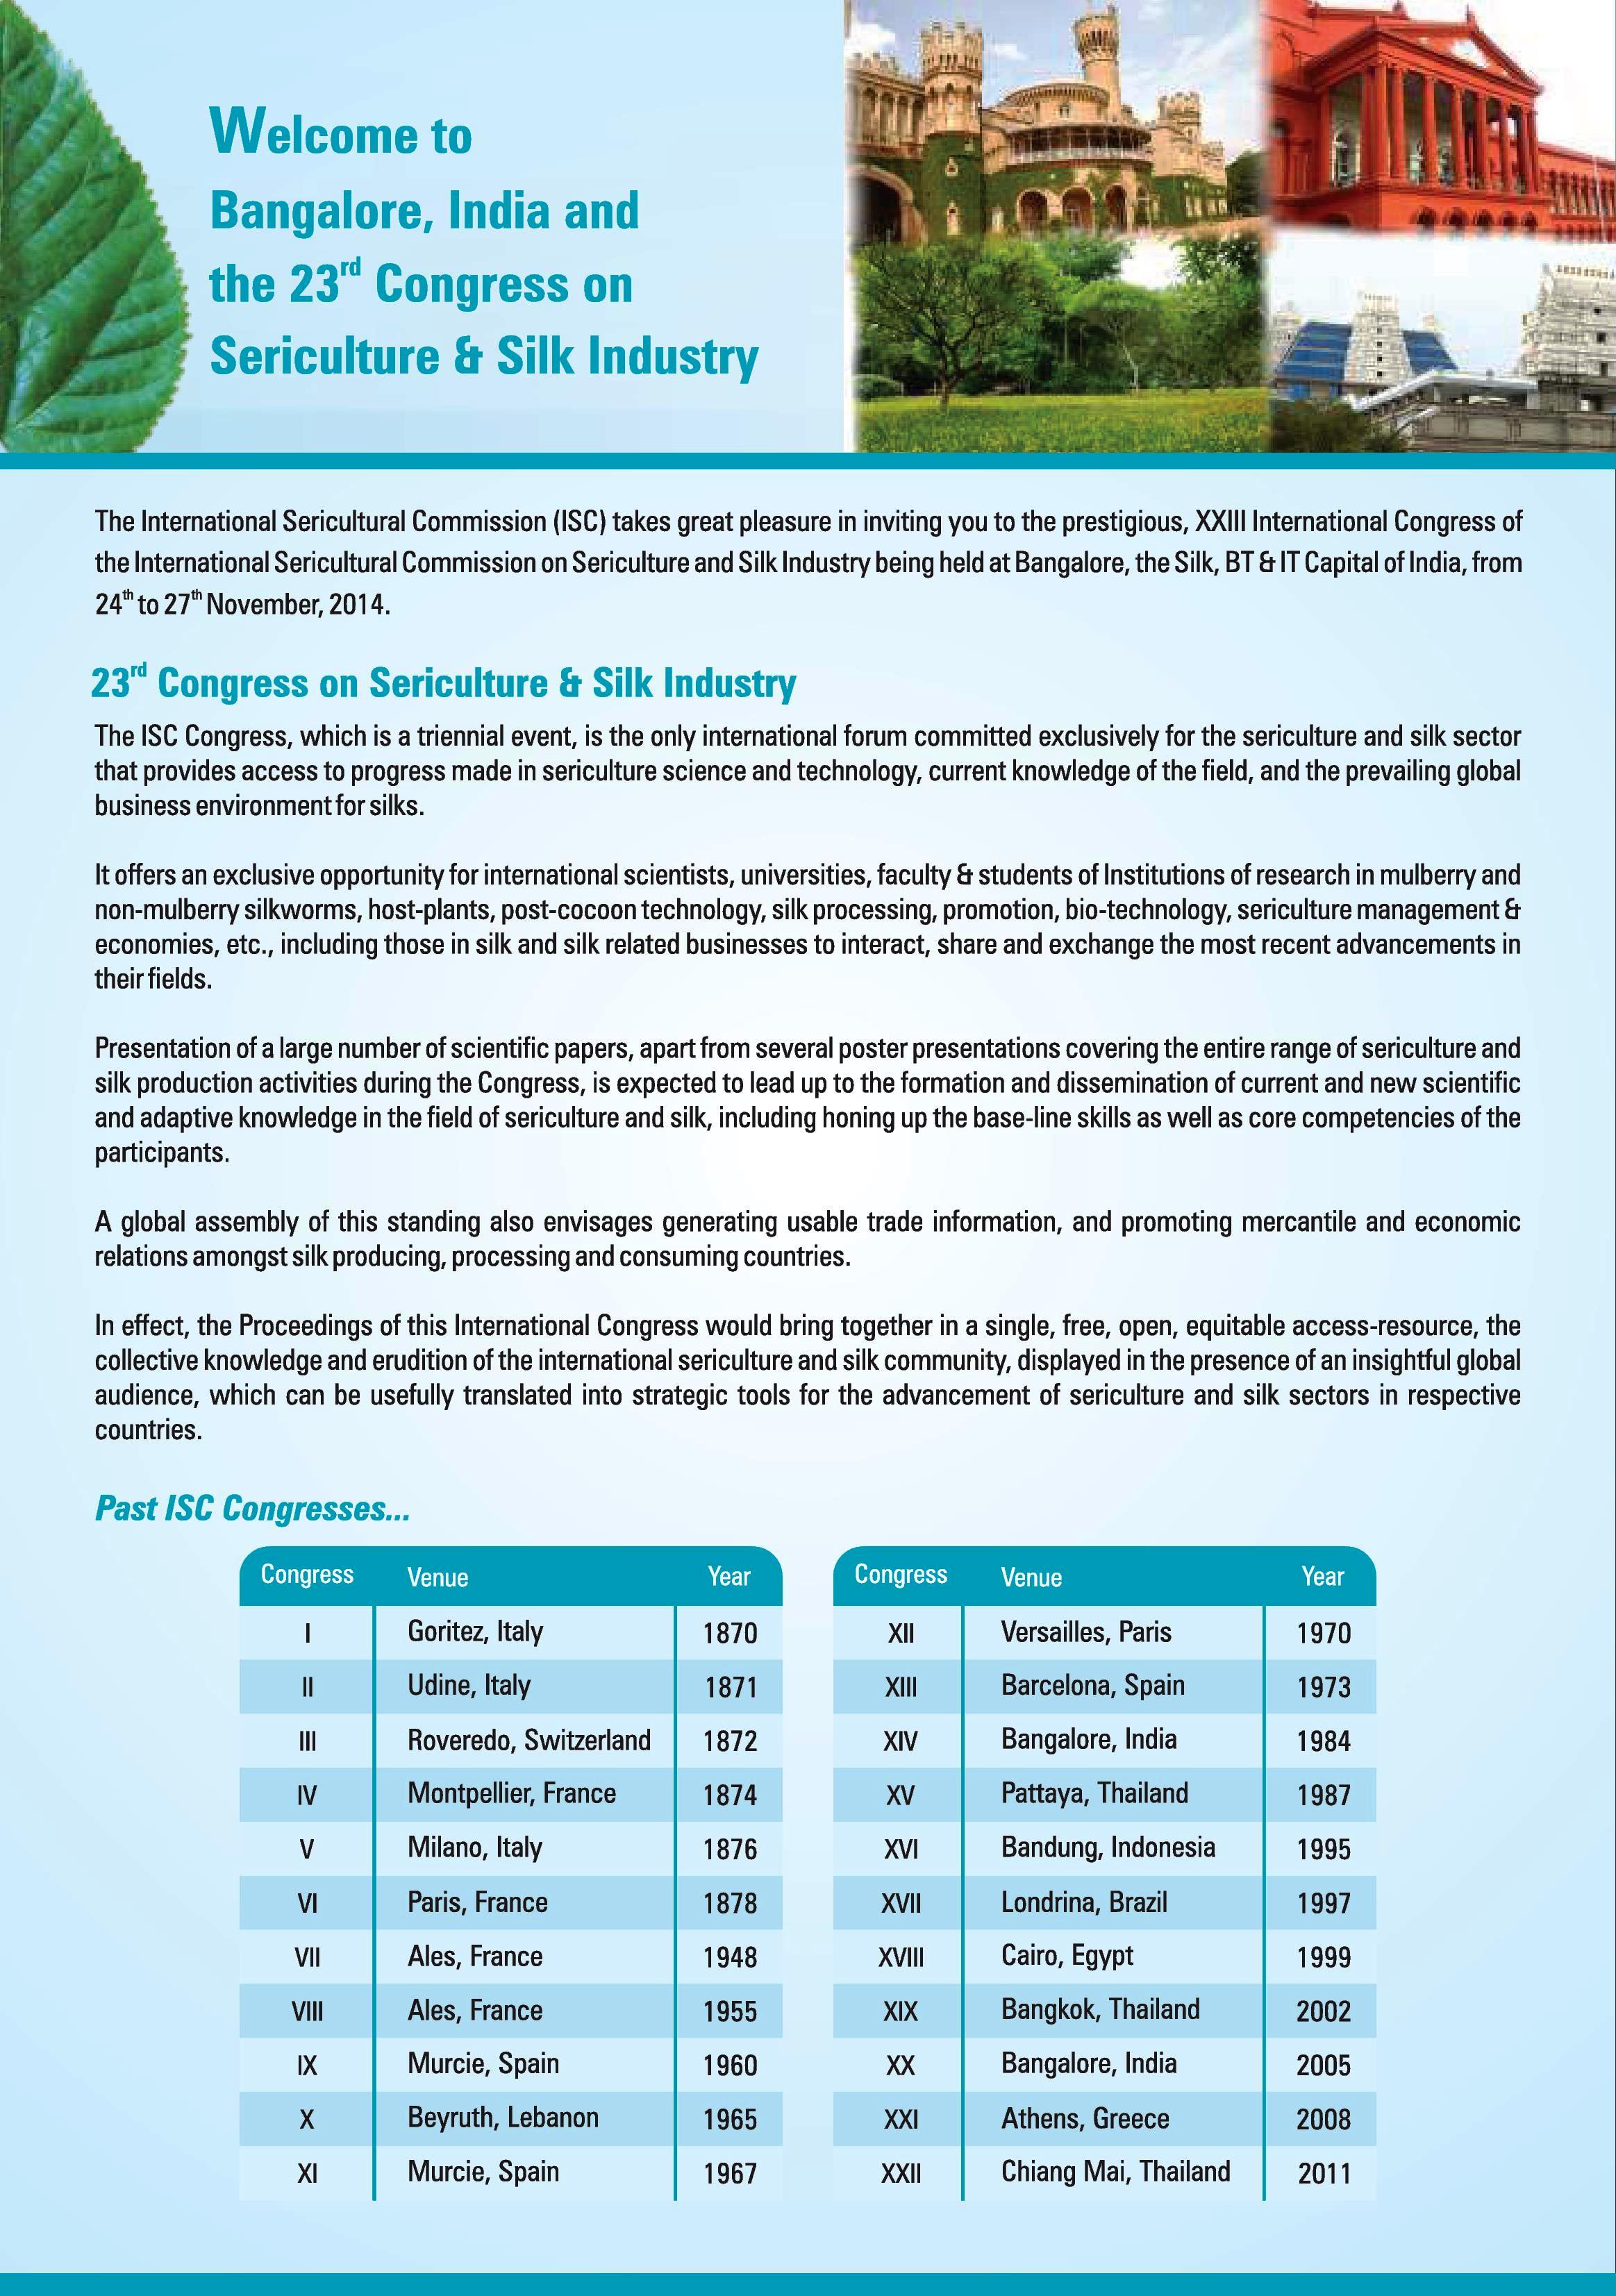 Welcome to
Bangalore, India and
the 23rd Congress on
Sericulture & Silk Industry
The International Sericultural Commission (ISC) takes great pleasure in inviting you to the prestigious, XXIII International Congress of
the International Sericultural Commission on Sericulture and Silk Industry being held at Bangalore, the Silk, BT & IT Capital of India, from
24th to 27th November, 2014.
23rd Congress on Sericulture & Silk Industry
The ISC Congress, which is a triennial event, is the only international forum committed exclusively for the sericulture and silk sector
that provides access to progress made in sericulture science and technology, current knowledge of the field, and the prevailing global
business environment for silks.
It offers an exclusive opportunity for international scientists, universities, faculty & students of Institutions of research in mulberry and
non-mulberry silkworms, host-plants, post-cocoon technology, silk processing, promotion, bio-technology, sericulture management &
economies, etc., including those in silk and silk related businesses to interact, share and exchange the most recent advancements in
their fields.
Presentation of a large number of scientific papers, apart from several poster presentations covering the entire range of sericulture and
silk production activities during the Congress, is expected to lead up to the formation and dissemination of current and new scientific
and adaptive knowledge in the field of sericulture and silk, including honing up the base-line skills as well as core competencies of the
participants.
A global assembly of this standing also envisages generating usable trade information, and promoting mercantile and economic
relations amongst silk producing, processing and consuming countries.
In effect, the Proceedings of this International Congress would bring together in a single, free, open, equitable access-resource, the
collective knowledge and erudition of the international sericulture and silk community, displayed in the presence of an insightful global
audience, which can be usefully translated into strategic tools for the advancement of sericulture and silk sectors in respective
countries.
Past ISC Congresses...
Congress Venue Year
I Goritez, Italy 1870
II Udine, Italy 1871
III Roveredo, Switzerland 1872
IV Montpellier, France 1874
V Milano, Italy 1876
VI Paris, France 1878
VII Ales, France 1948
VIII Ales, France 1955
IX Murcie, Spain 1960
X Beyruth, Lebanon 1965
XI Murcie, Spain 1967
Congress Venue Year
XII Versailles, Paris 1970
XIII Barcelona, Spain 1973
XIV Bangalore, India 1984
XV Pattaya, Thailand 1987
XVI Bandung, Indonesia 1995
XVII Londrina, Brazil 1997
XVIII Cairo, Egypt 1999
XIX Bangkok, Thailand 2002
XX Bangalore, India 2005
XXI Athens, Greece 2008
XXII Chiang Mai, Thailand 2011